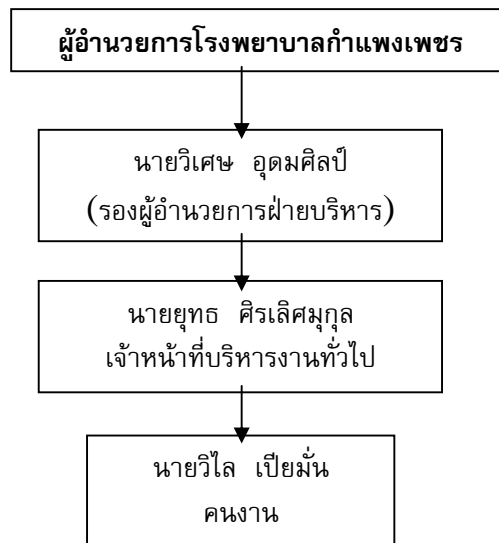 ผู้อำนวยการโรงพยาบาลกำแพงเพชร
นายวิเศษ อุดมศิลป์
(รองผู้อำนวยการฝ่ายบริหาร)
นายยุทธ ศิรเลิศมุกุล
เจ้าหน้าที่บริหารงานทั่วไป
นายวิไล เปียมั่น
คนงาน